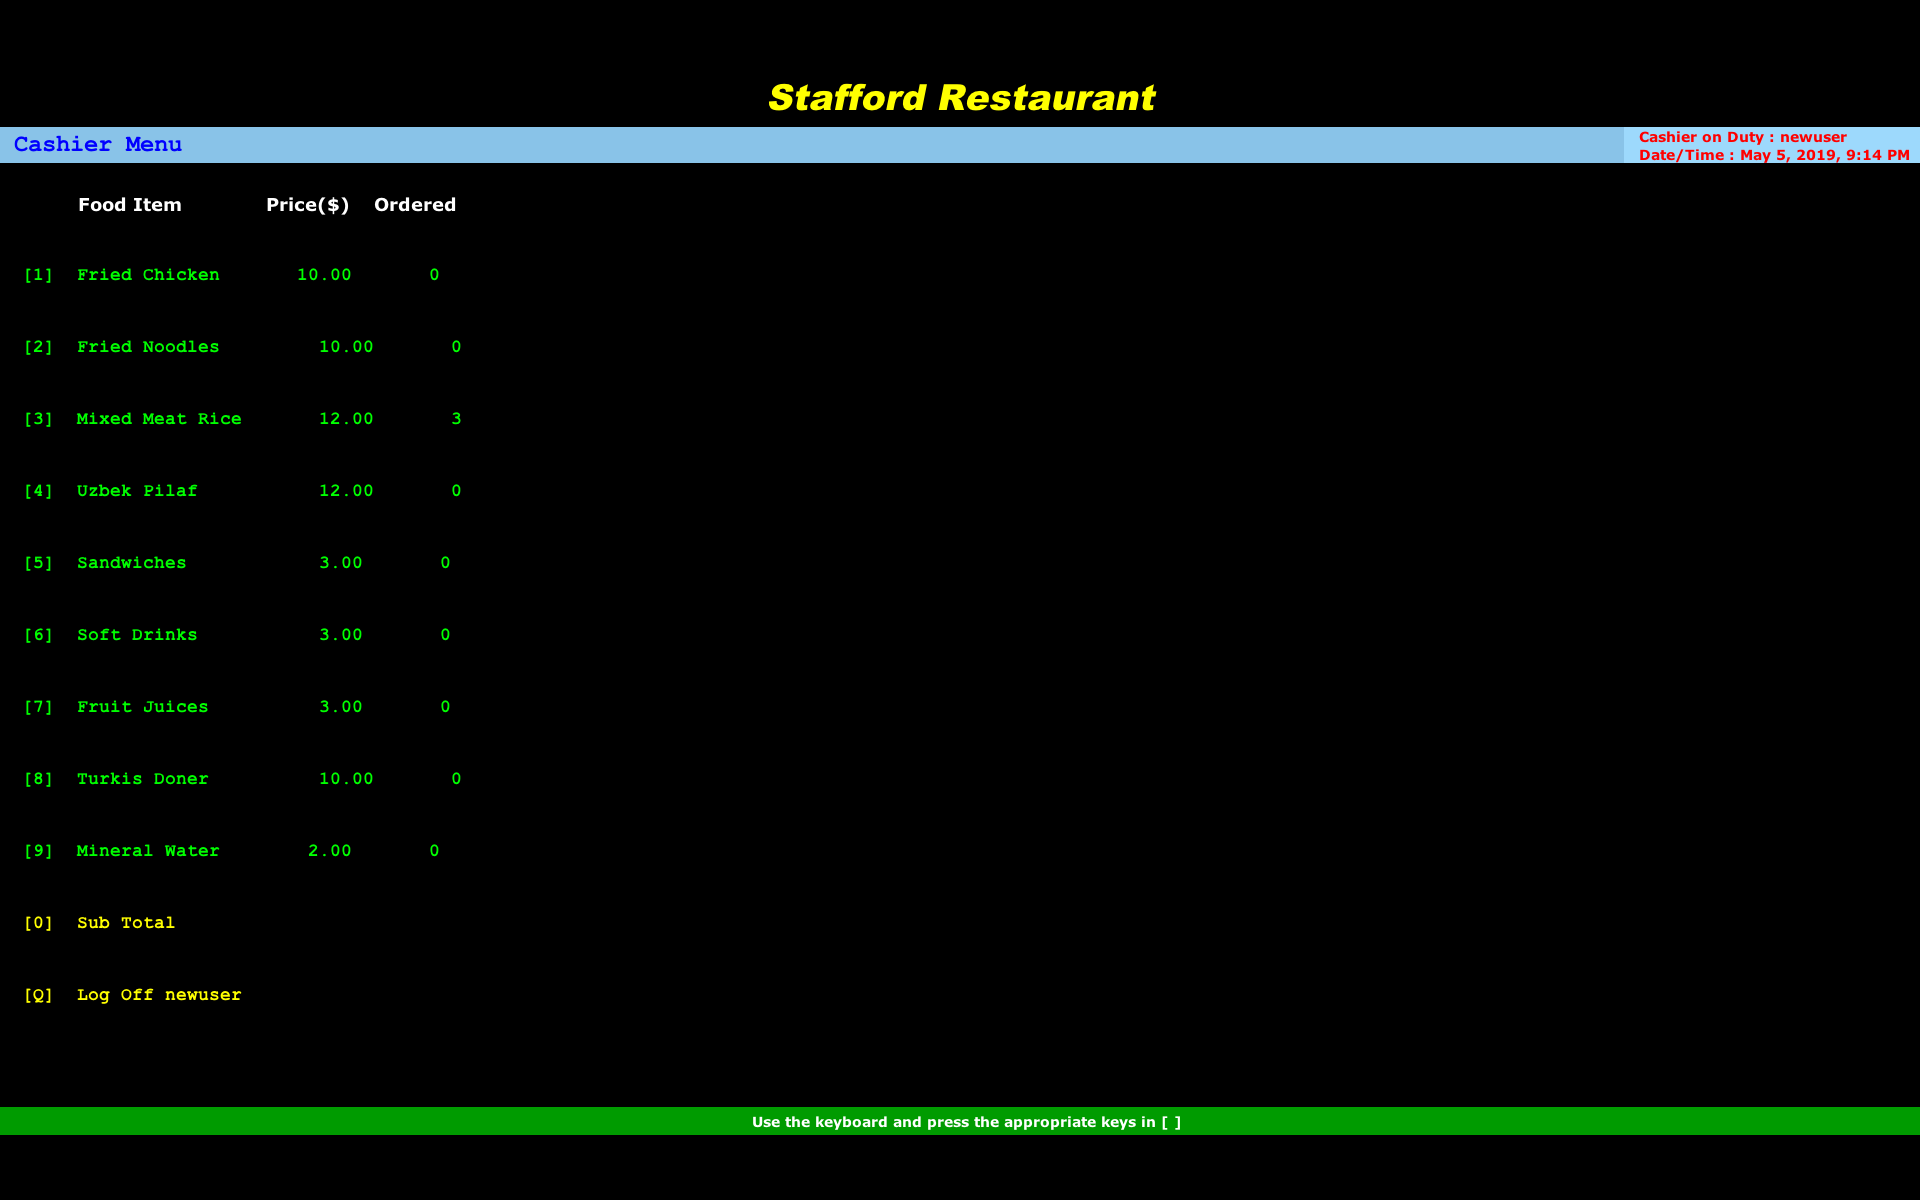 Stafford Restaurant
Cashier Menu
Cashier on Duty : newuser
Date/Time : May 5, 2019, 9:14 PM
Food Item Price($) Ordered
[1] Fried Chicken 10.00 0
[2] Fried Noodles 10.00 0
[3] Mixed Meat Rice 12.00 3
[4] Uzbek Pilaf 12.00 0
[5] Sandwiches 3.00 0
[6] Soft Drinks 3.00 0
[7] Fruit Juices 3.00 0
[8] Turkis Doner 10.00 0
[9] Mineral Water 2.00 0
[0] Sub Total
[Q] Log Off newuser
Use the keyboard and press the appropriate keys in [ ]